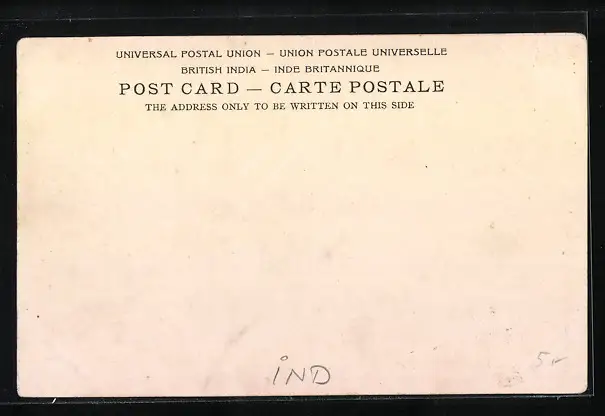 UNIVERSAL POSTAL UNION — UNION POSTALE UNIVERSELLE
BRITISH INDIA — INDE BRITANNIQUE
POST CARD — CARTE POSTALE
THE ADDRESS ONLY TO BE WRITTEN ON THIS SIDE
IND